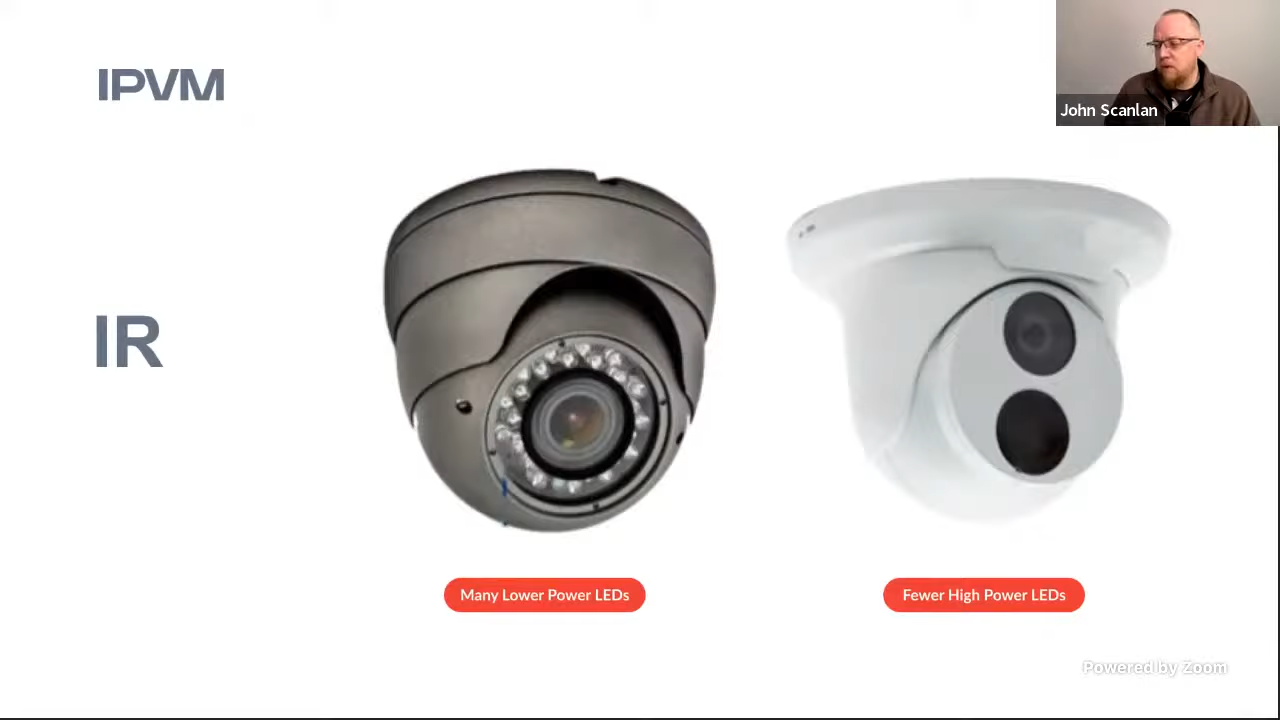 IPVM
John Scanlan
IR
Many Lower Power LEDs
Fewer High Power LEDs
Powered by Zoom